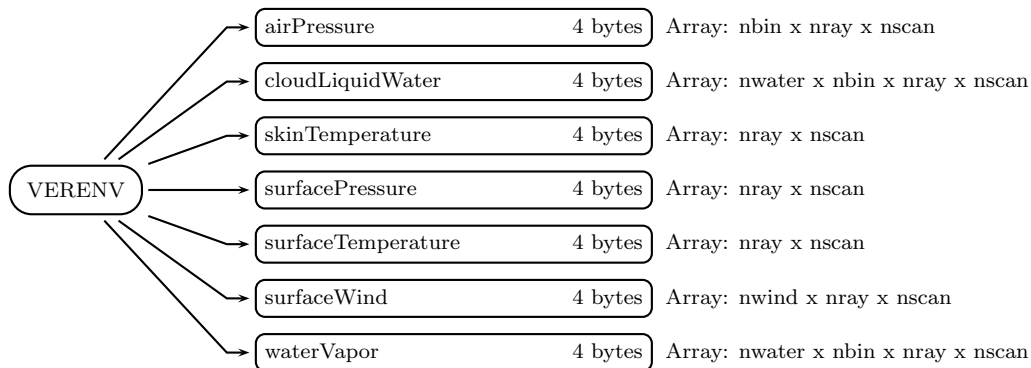 airPressure 4 bytes Array: nbin x nray x nscan
cloudLiquidWater 4 bytes Array: nwater x nbin x nray x nscan
skinTemperature 4 bytes Array: nray x nscan
VERENV surfacePressure 4 bytes Array: nray x nscan
surfaceTemperature 4 bytes Array: nray x nscan
surfaceWind 4 bytes Array: nwind x nray x nscan
waterVapor 4 bytes Array: nwater x nbin x nray x nscan